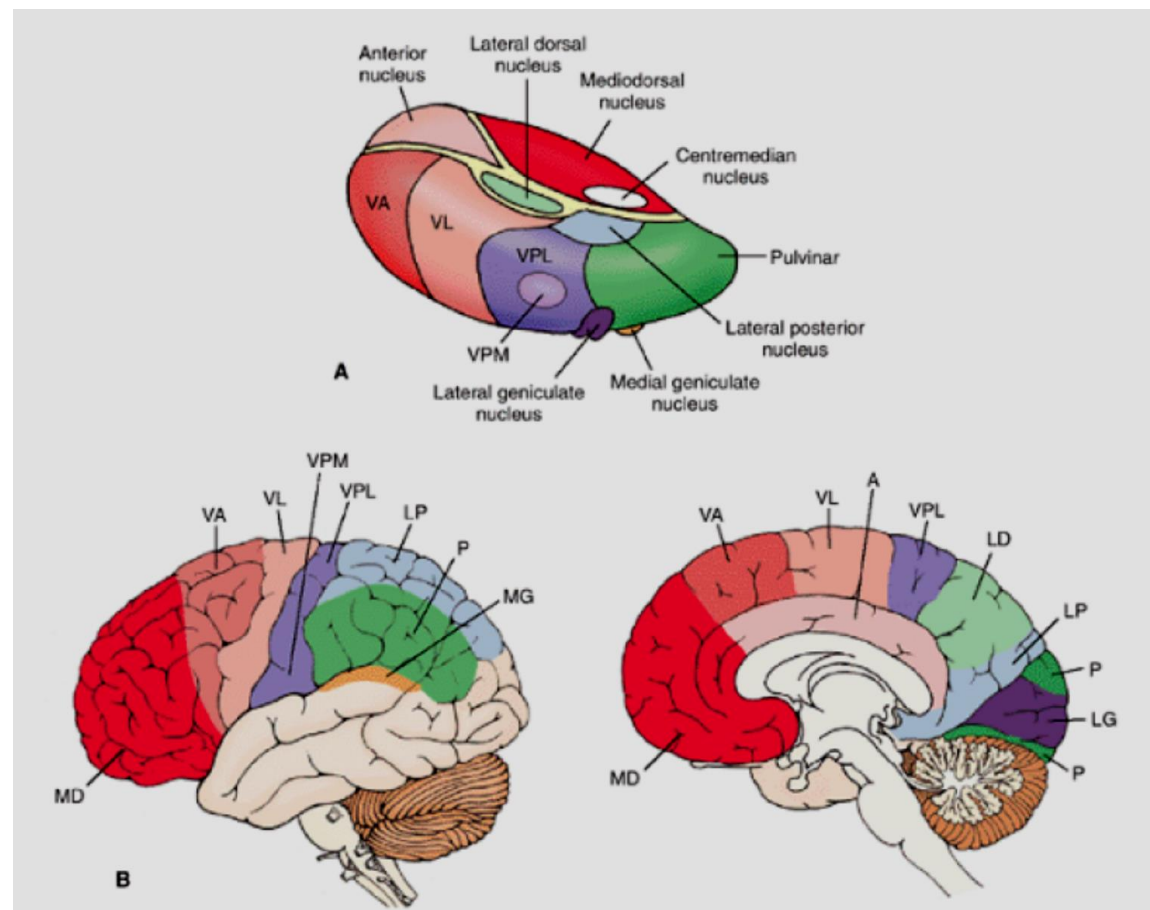 Anterior
nucleus
Lateral dorsal
nucleus
Mediodorsal
nucleus
Centremedian
nucleus
VA
VL
VPL
Pulvinar
Lateral posterior
nucleus
VPM
A
Lateral geniculate
nucleus
Medial geniculate
nucleus
VPM
VA
VL
VPL
LP
P
MG
MD
B
VA
VL
A
VPL
LD
LP
P
LG
P
MD